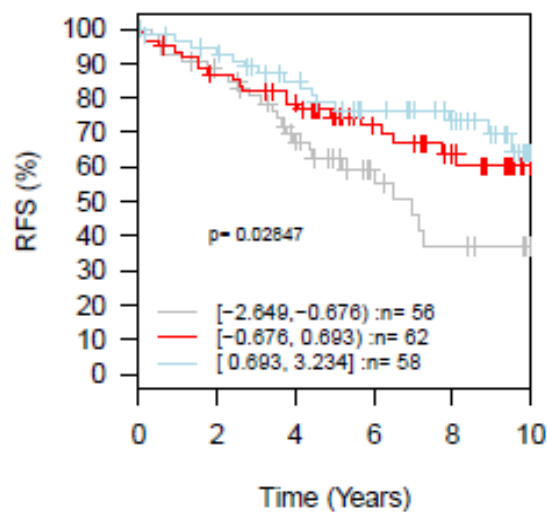 100
90
80
70
60
50
40
30
20
10
0
RFS (%)
p= 0.02847
[−2.649,−0.676) :n= 56
[−0.676, 0.693) :n= 62
[ 0.693, 3.234] :n= 58
0 2 4 6 8 10
Time (Years)